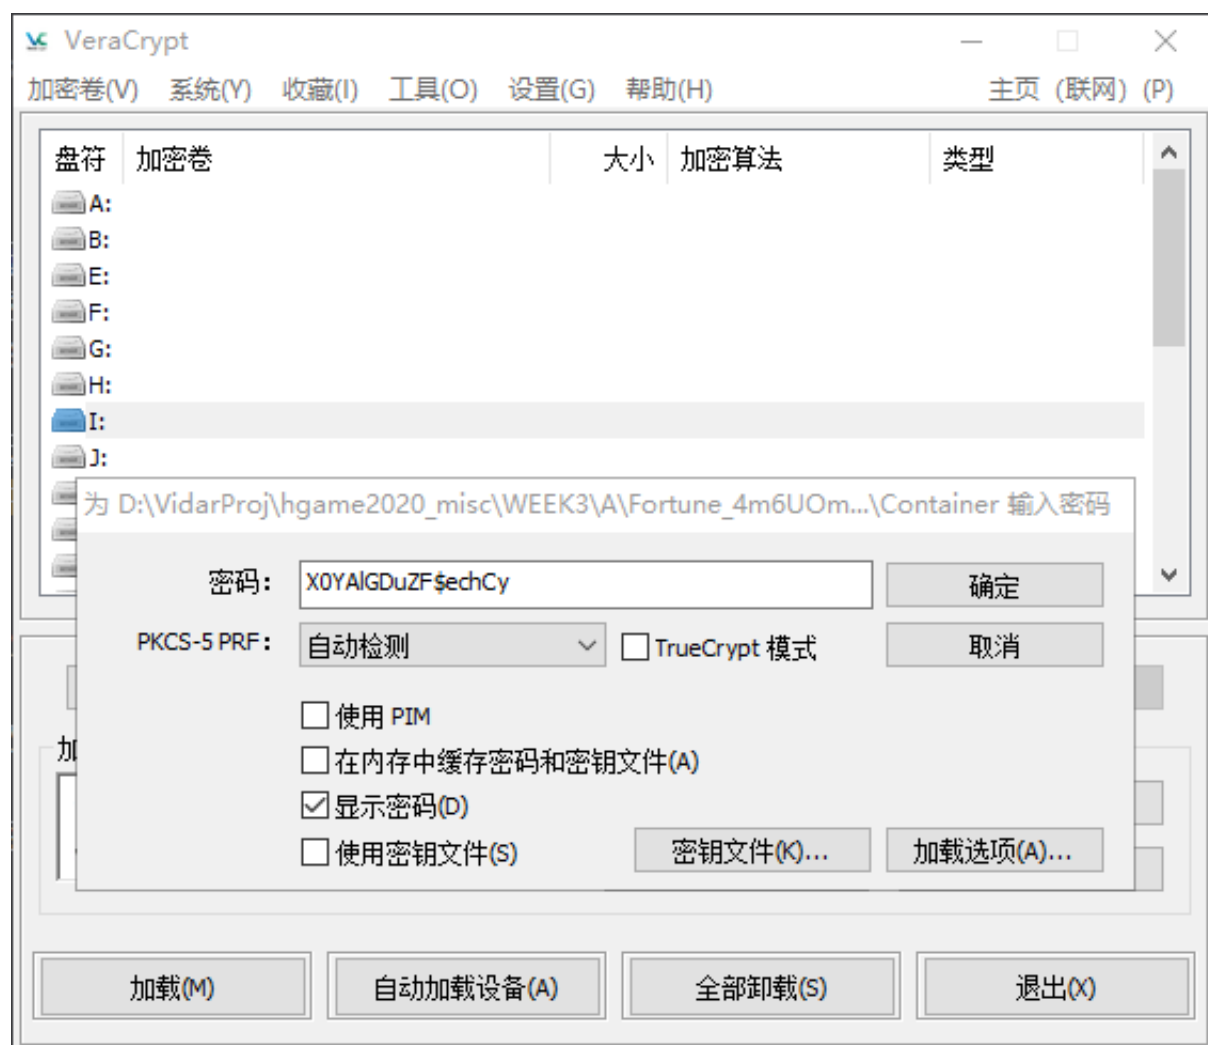 VeraCrypt
加密卷(V) 系统(Y) 收藏(I) 工具(O) 设置(G) 帮助(H) 主页 (联网) (P)
盘符 加密卷 大小 加密算法 类型
A:
B:
E:
F:
G:
H:
I:
J:
为 D:\VidarProj\hgame2020_misc\WEEK3\A\Fortune_4m6UOm...\Container 输入密码
密码: X0YAlGDuZF$echCy 确定
PKCS-5 PRF: 自动检测 TrueCrypt 模式 取消
使用 PIM
加
在内存中缓存密码和密钥文件(A)
显示密码(D)
使用密钥文件(S) 密钥文件(K)... 加载选项(A)...
加载(M) 自动加载设备(A) 全部卸载(S) 退出(X)